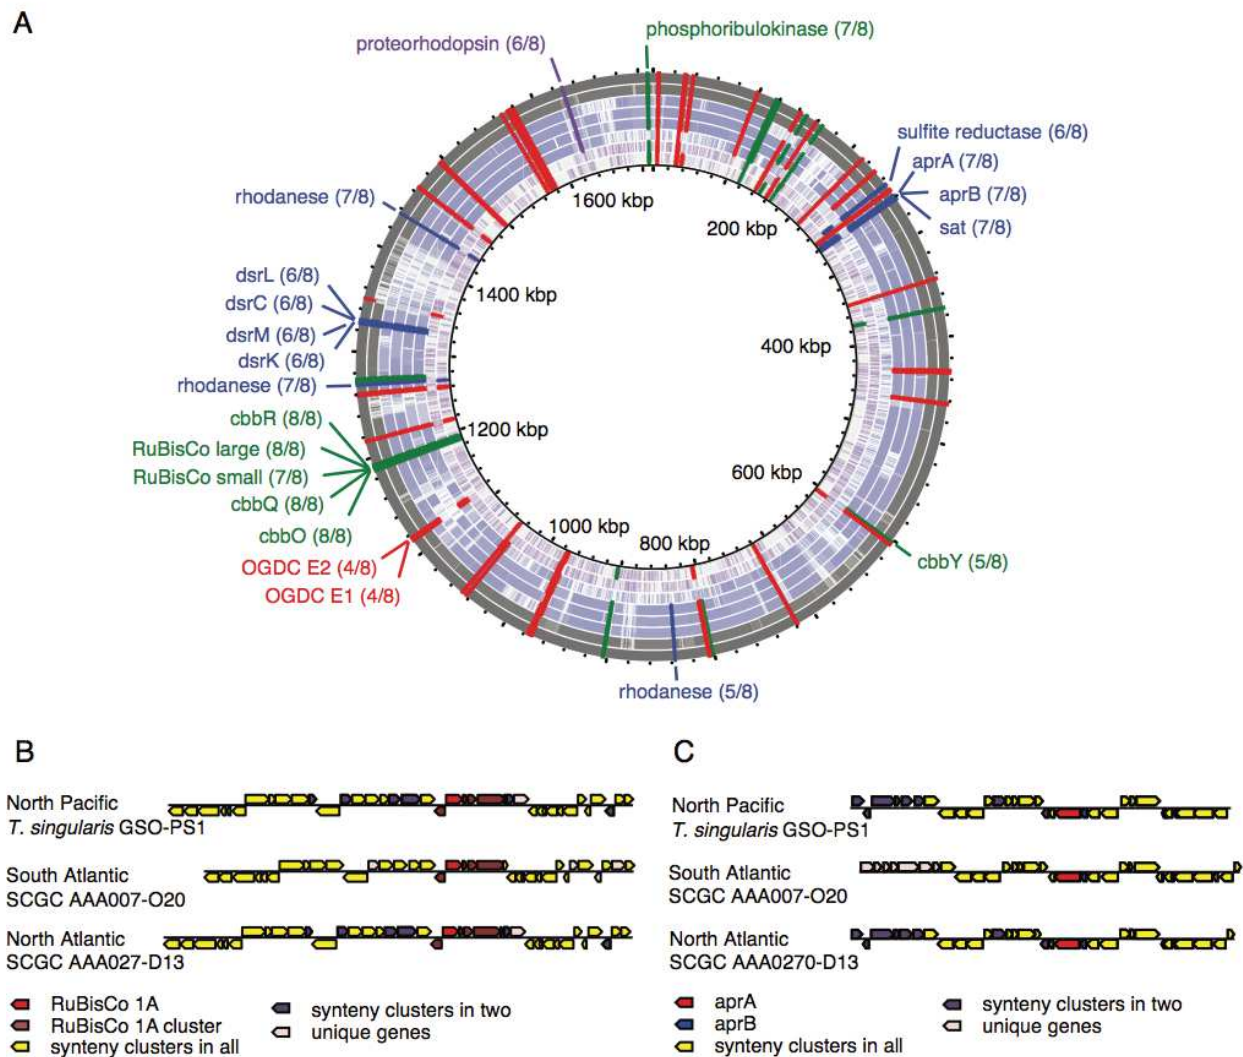 A
proteorhodopsin (6/8)
phosphoribulokinase (7/8)
sulfite reductase (6/8)
aprA (7/8)
aprB (7/8)
sat (7/8)
rhodanese (7/8)
dsrL (6/8)
dsrC (6/8)
dsrM (6/8)
dsrK (6/8)
rhodanese (7/8)
cbbR (8/8)
RuBisCo large (8/8)
RuBisCo small (7/8)
cbbQ (8/8)
cbbO (8/8)
OGDC E2 (4/8)
OGDC E1 (4/8)
1600 kbp
200 kbp
1400 kbp
400 kbp
1200 kbp
600 kbp
1000 kbp
800 kbp
cbbY (5/8)
rhodanese (5/8)
B
North Pacific
T. singularis GSO-PS1
South Atlantic
SCGC AAA007-O20
North Atlantic
SCGC AAA027-D13
RuBisCo 1A
RuBisCo 1A cluster
synteny clusters in all
synteny clusters in two
unique genes
C
North Pacific
T. singularis GSO-PS1
South Atlantic
SCGC AAA007-O20
North Atlantic
SCGC AAA0270-D13
aprA
aprB
synteny clusters in all
synteny clusters in two
unique genes